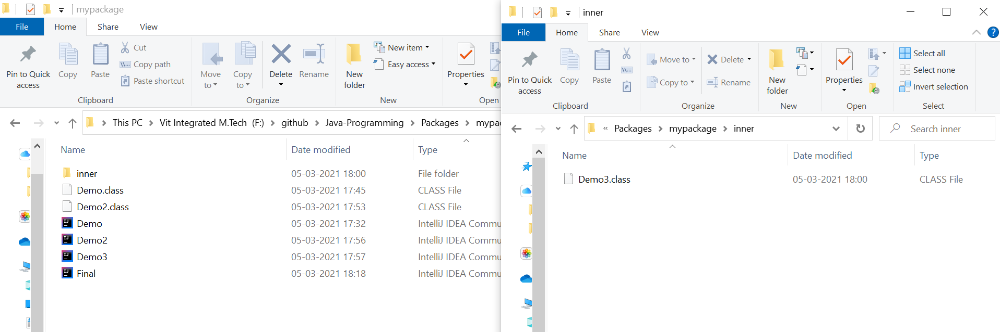 mypackage
File Home Share View
Pin to Quick access
Copy
Paste
Cut
Copy path
Paste shortcut
Clipboard
Move to
Copy to
Delete
Rename
Organize
New folder
New item
Easy access
New
Properties
Open
This PC Vit Integrated M.Tech (F:) github Java-Programming Packages mypac
Name Date modified Type
inner 05-03-2021 18:00 File folder
Demo.class 05-03-2021 17:45 CLASS File
Demo2.class 05-03-2021 17:53 CLASS File
Demo 05-03-2021 17:32 IntelliJ IDEA Commu
Demo2 05-03-2021 17:56 IntelliJ IDEA Commu
Demo3 05-03-2021 17:57 IntelliJ IDEA Commu
Final 05-03-2021 18:18 IntelliJ IDEA Commu
inner
File Home Share View
?
Pin to Quick access
Copy
Paste
Clipboard
Move to
Copy to
Delete
Rename
Organize
New folder
New
Properties
Open
Select all
Select none
Invert selection
Select
« Packages mypackage inner
Search inner
Name Date modified Type
Demo3.class 05-03-2021 18:00 CLASS File